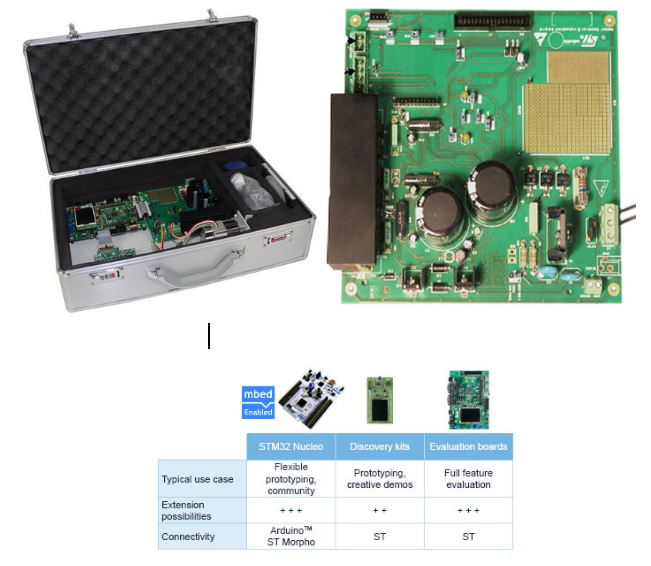 mbed
Enabled
STM32 Nucleo
Discovery kits
Evaluation boards
Typical use case
Flexible
prototyping,
community
Prototyping,
creative demos
Full feature
evaluation
Extension
possibilities
+ + +
+ +
+ + +
Connectivity
Arduino™
ST Morpho
ST
ST